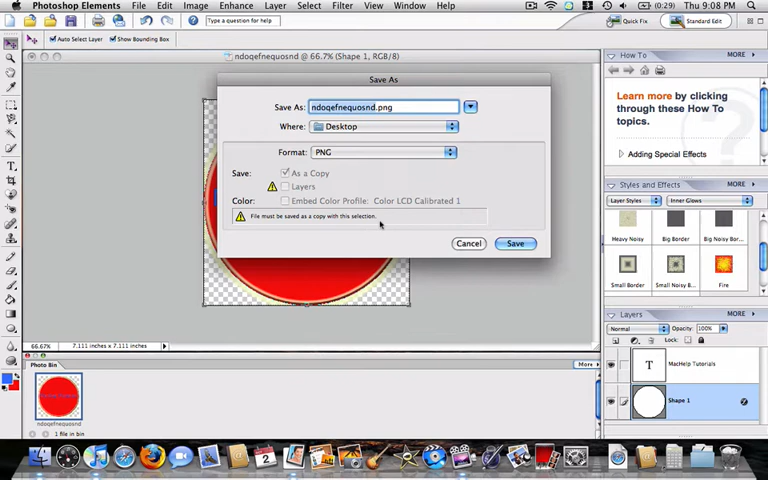 Photoshop Elements File Edit Image Enhance Layer Select Filter View Window Help (0:29) Thu 9:08 PM
Type a question for help Quick Fix Standard Edit
Auto Select Layer Show Bounding Box
ndoqefnequosnd @ 66.7% (Shape 1, RGB/8)
Save As
Save As: ndoqefnequosnd.png
Where: Desktop
Format: PNG
Save: As a Copy
Layers
Color: Embed Color Profile: Color LCD Calibrated 1
File must be saved as a copy with this selection.
Cancel Save
66.67% 7.111 inches x 7.111 inches
Photo Bin More
ndoqefnequosnd
1 file in bin
How To MORE
Learn more by clicking
through these How To
topics.
Adding Special Effects
Styles and Effects MORE
Layer Styles Inner Glows
Heavy Noisy Big Border Big Noisy Bor...
Small Border Small Noisy B... Fire
Layers MORE
Normal Opacity: 100%
Lock:
T MacHelp Tutorials
Shape 1
2